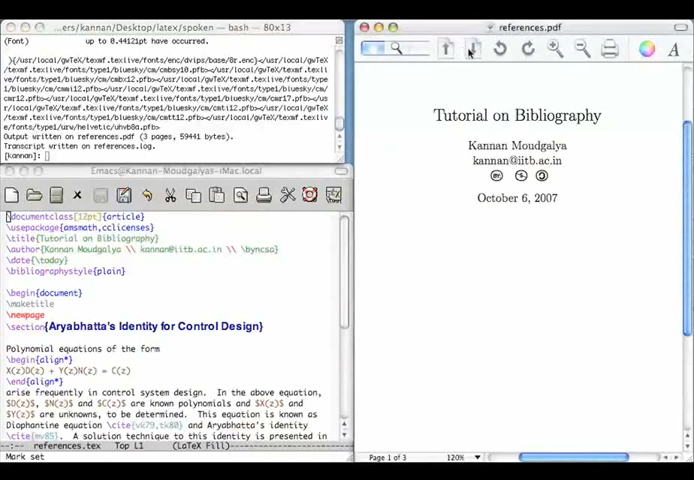 ...ers/kannan/Desktop/latex/spoken — bash — 80x13
(Font)              up to 0.44121pt have occurred.
){/usr/local/gwTeX/texmf.texlive/fonts/enc/dvips/base/8r.enc}</usr/local/gwTeX/
texmf.texlive/fonts/type1/bluesky/cm/cmbsy10.pfb></usr/local/gwTeX/texmf.texliv
e/fonts/type1/bluesky/cm/cmbx12.pfb></usr/local/gwTeX/texmf.texlive/fonts/type
1/bluesky/cm/cmmi12.pfb></usr/local/gwTeX/texmf.texlive/fonts/type1/bluesky/cm/
cmr12.pfb></usr/local/gwTeX/texmf.texlive/fonts/type1/bluesky/cm/cmr17.pfb></us
r/local/gwTeX/texmf.texlive/fonts/type1/bluesky/cm/cmti12.pfb></usr/local/gwTeX
/texmf.texlive/fonts/type1/bluesky/cm/cmtt12.pfb></usr/local/gwTeX/texmf.texliv
e/fonts/type1/urw/helvetic/uhvb8a.pfb>
Output written on references.pdf (3 pages, 59441 bytes).
Transcript written on references.log.
[kannan]:
Emacs@Kannan-Moudgalyas-iMac.local
\documentclass[12pt]{article}
\usepackage{amsmath,cclicenses}
\title{Tutorial on Bibliography}
\author{Kannan Moudgalya \\ kannan@iitb.ac.in \\ \byncsa}
\date{\today}
\bibliographystyle{plain}
\begin{document}
\maketitle
\newpage
\section{Aryabhatta's Identity for Control Design}
Polynomial equations of the form
\begin{align*}
X(z)D(z) + Y(z)N(z) = C(z)
\end{align*}
arise frequently in control system design.  In the above equation,
$D(z)$, $N(z)$ and $C(z)$ are known polynomials and $X(z)$ and
$Y(z)$ are unknowns, to be determined.  This equation is known as
Diophantine equation \cite{vk79,tk80} and Aryabhatta's identity
\cite{mv85}.  A solution technique to this identity is presented in
--:--  references.tex   Top L1     (LaTeX Fill)
Mark set
references.pdf
Tutorial on Bibliography
Kannan Moudgalya
kannan@iitb.ac.in
BY
October 6, 2007
Page 1 of 3
120%